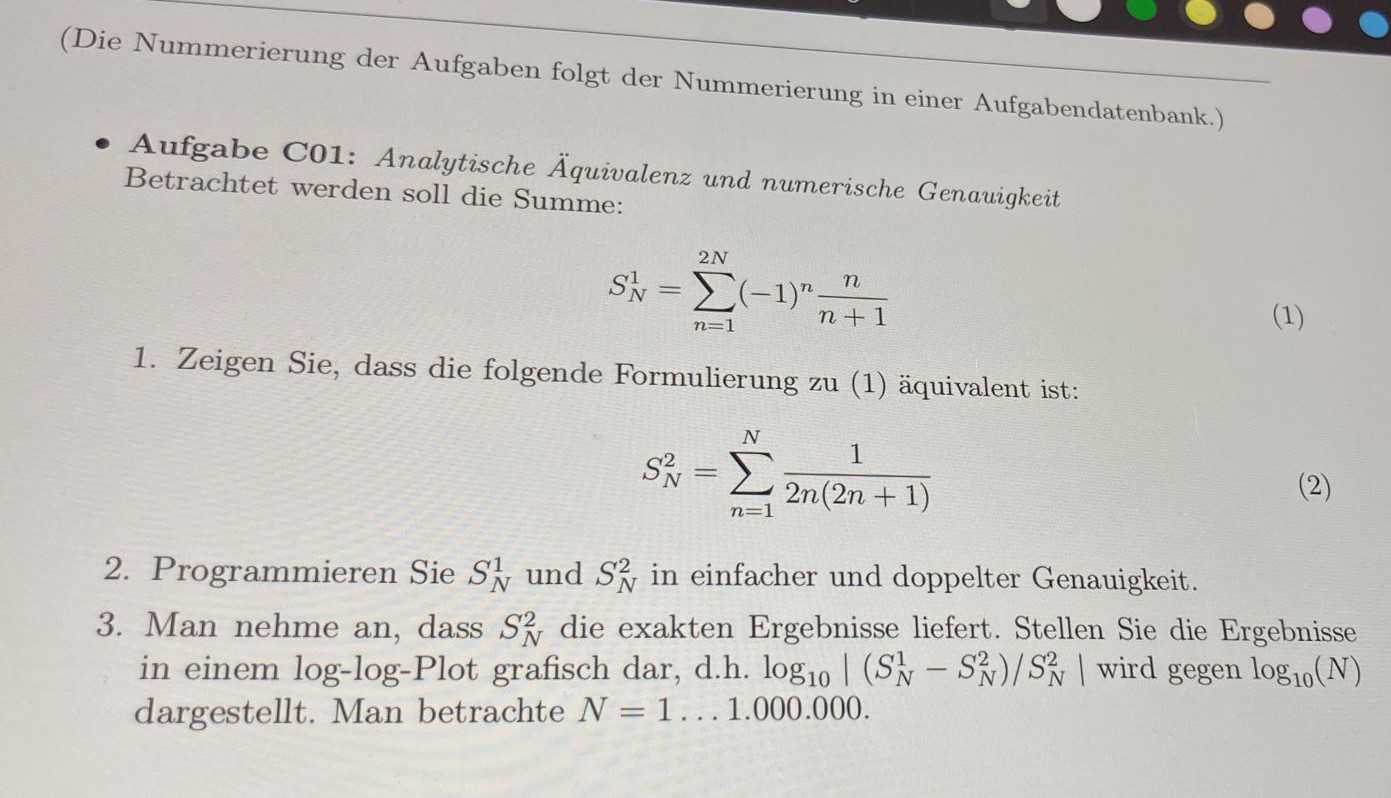 (Die Nummerierung der Aufgaben folgt der Nummerierung in einer Aufgabendatenbank.)
• Aufgabe C01: Analytische Äquivalenz und numerische Genauigkeit
Betrachtet werden soll die Summe:
$S_N^1 = \sum_{n=1}^{2N} (-1)^n \frac{n}{n+1}$ (1)
1. Zeigen Sie, dass die folgende Formulierung zu (1) äquivalent ist:
$S_N^2 = \sum_{n=1}^{N} \frac{1}{2n(2n+1)}$ (2)
2. Programmieren Sie $S_N^1$ und $S_N^2$ in einfacher und doppelter Genauigkeit.
3. Man nehme an, dass $S_N^2$ die exakten Ergebnisse liefert. Stellen Sie die Ergebnisse
in einem log-log-Plot grafisch dar, d.h. $\log_{10} | (S_N^1 - S_N^2)/S_N^2 |$ wird gegen $\log_{10}(N)$
dargestellt. Man betrachte $N = 1 \ldots 1.000.000$.